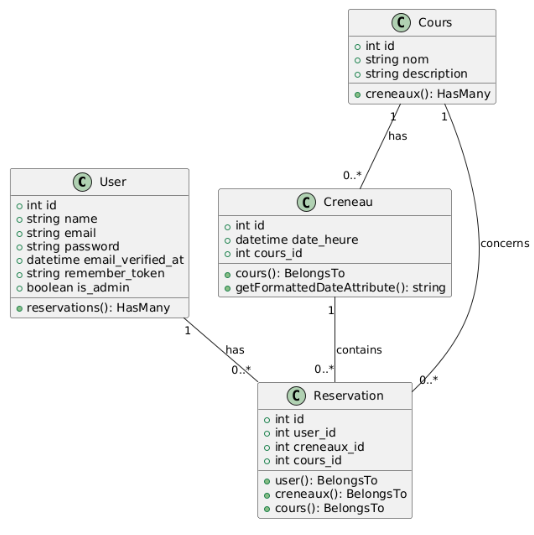 C Cours
int id
string nom
string description
creneaux(): HasMany
1
1
has
0..*
C User
int id
string name
string email
string password
datetime email_verified_at
string remember_token
boolean is_admin
reservations(): HasMany
C Creneau
int id
datetime date_heure
int cours_id
cours(): BelongsTo
getFormattedDateAttribute(): string
concerns
1
1
has
contains
0..*
0..*
0..*
C Reservation
int id
int user_id
int creneaux_id
int cours_id
user(): BelongsTo
creneaux(): BelongsTo
cours(): BelongsTo